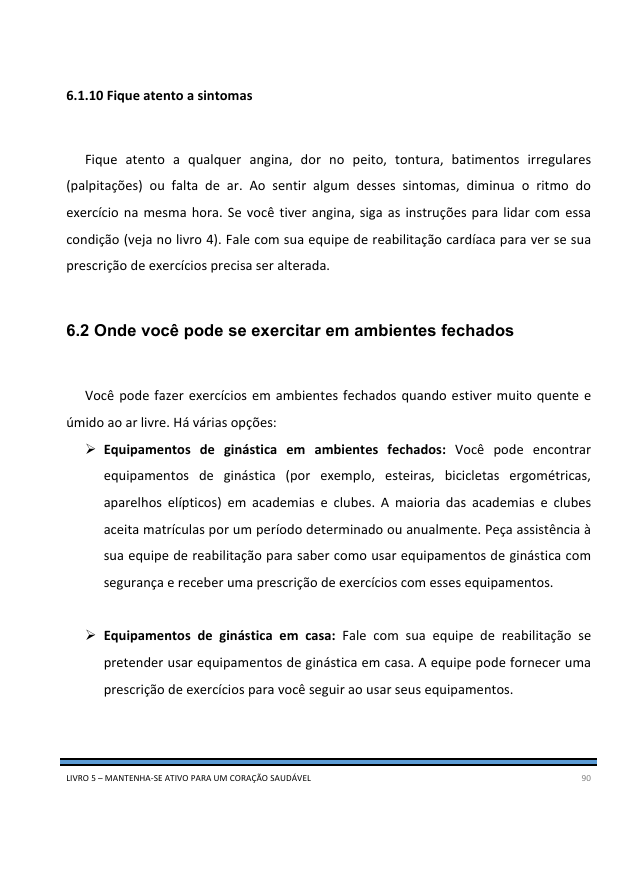 6.1.10 Fique atento a sintomas
Fique atento a qualquer angina, dor no peito, tontura, batimentos irregulares
(palpitações) ou falta de ar. Ao sentir algum desses sintomas, diminua o ritmo do
exercício na mesma hora. Se você tiver angina, siga as instruções para lidar com essa
condição (veja no livro 4). Fale com sua equipe de reabilitação cardíaca para ver se sua
prescrição de exercícios precisa ser alterada.
6.2 Onde você pode se exercitar em ambientes fechados
Você pode fazer exercícios em ambientes fechados quando estiver muito quente e
úmido ao ar livre. Há várias opções:
➢ Equipamentos de ginástica em ambientes fechados: Você pode encontrar
equipamentos de ginástica (por exemplo, esteiras, bicicletas ergométricas,
aparelhos elípticos) em academias e clubes. A maioria das academias e clubes
aceita matrículas por um período determinado ou anualmente. Peça assistência à
sua equipe de reabilitação para saber como usar equipamentos de ginástica com
segurança e receber uma prescrição de exercícios com esses equipamentos.
➢ Equipamentos de ginástica em casa: Fale com sua equipe de reabilitação se
pretender usar equipamentos de ginástica em casa. A equipe pode fornecer uma
prescrição de exercícios para você seguir ao usar seus equipamentos.
LIVRO 5 – MANTENHA-SE ATIVO PARA UM CORAÇÃO SAUDÁVEL 90